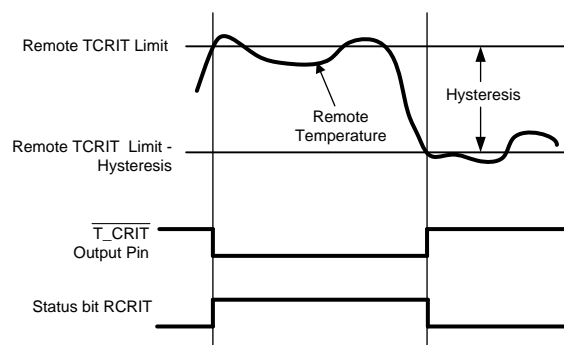 Remote TCRIT Limit
Hysteresis
Remote
Temperature
Remote TCRIT Limit -
Hysteresis
T_CRIT
Output Pin
Status bit RCRIT